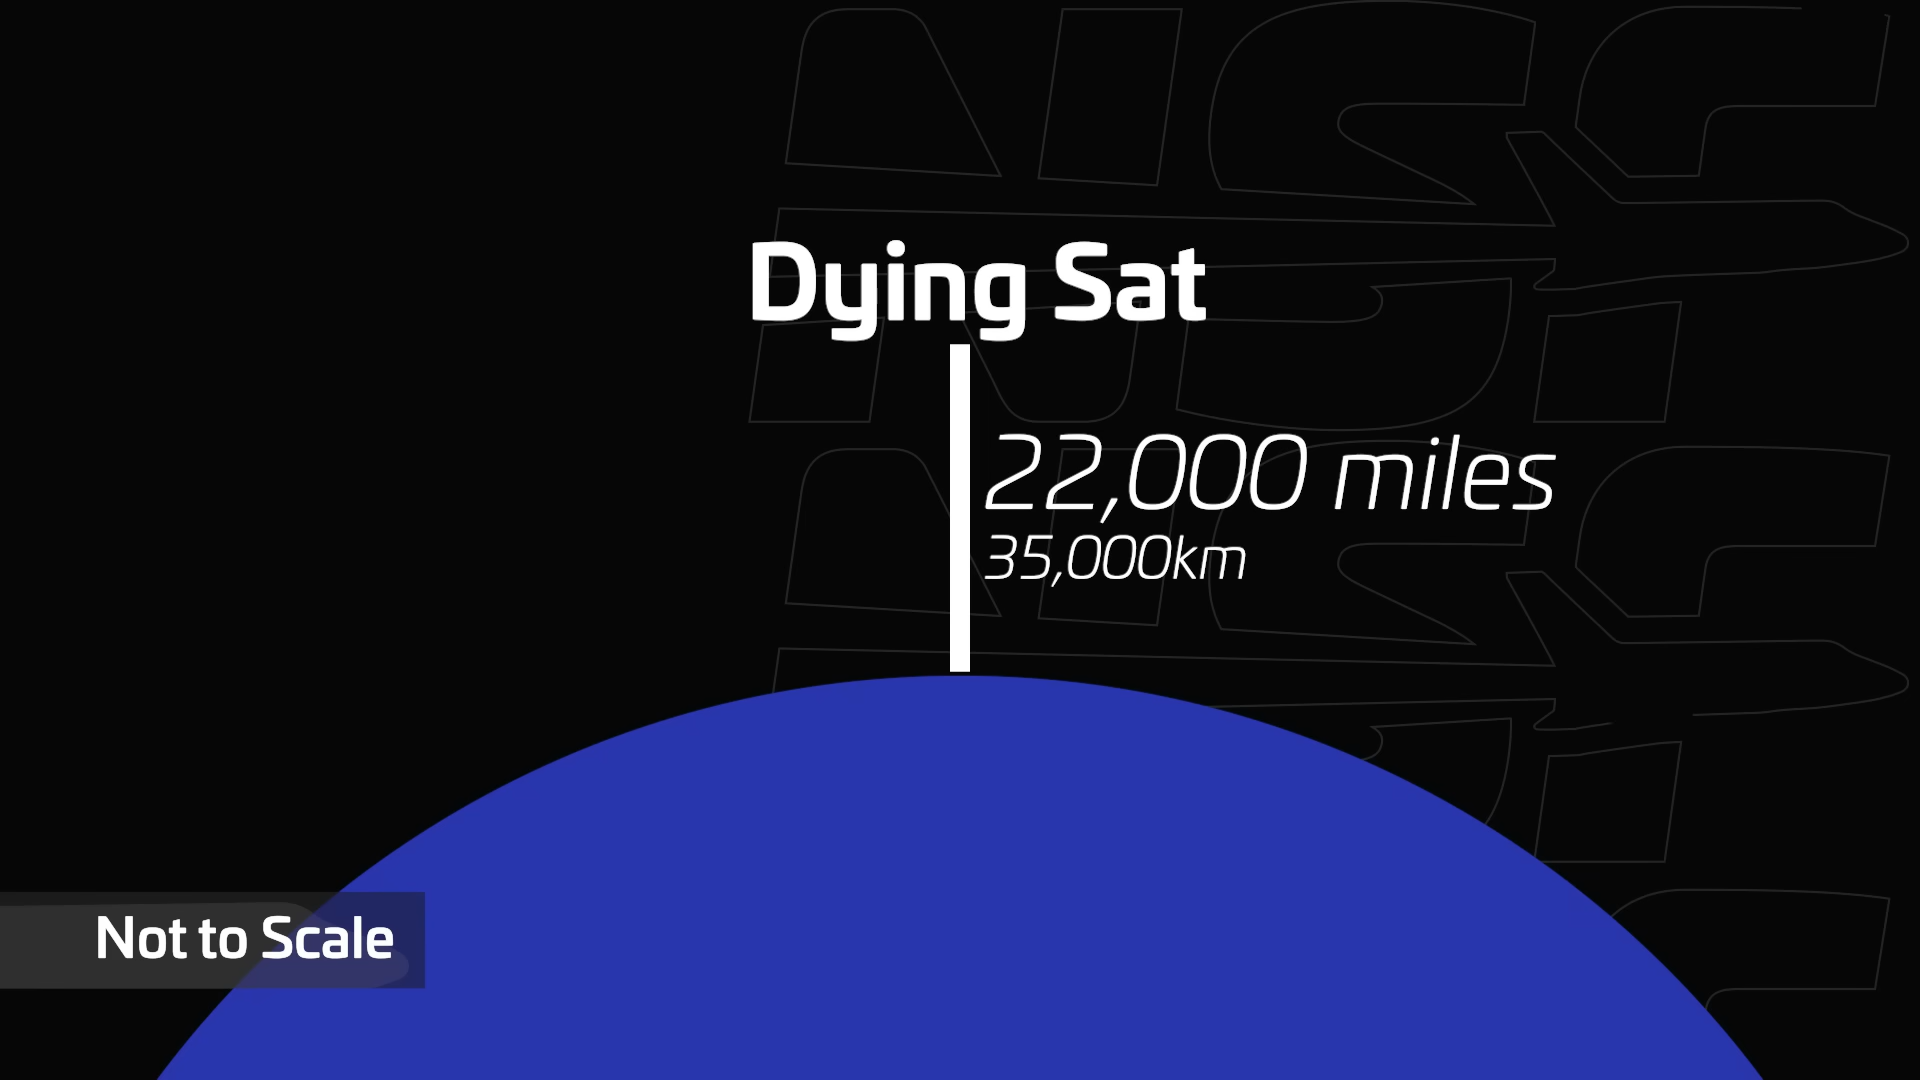 Dying Sat
22,000 miles
35,000km
Not to Scale